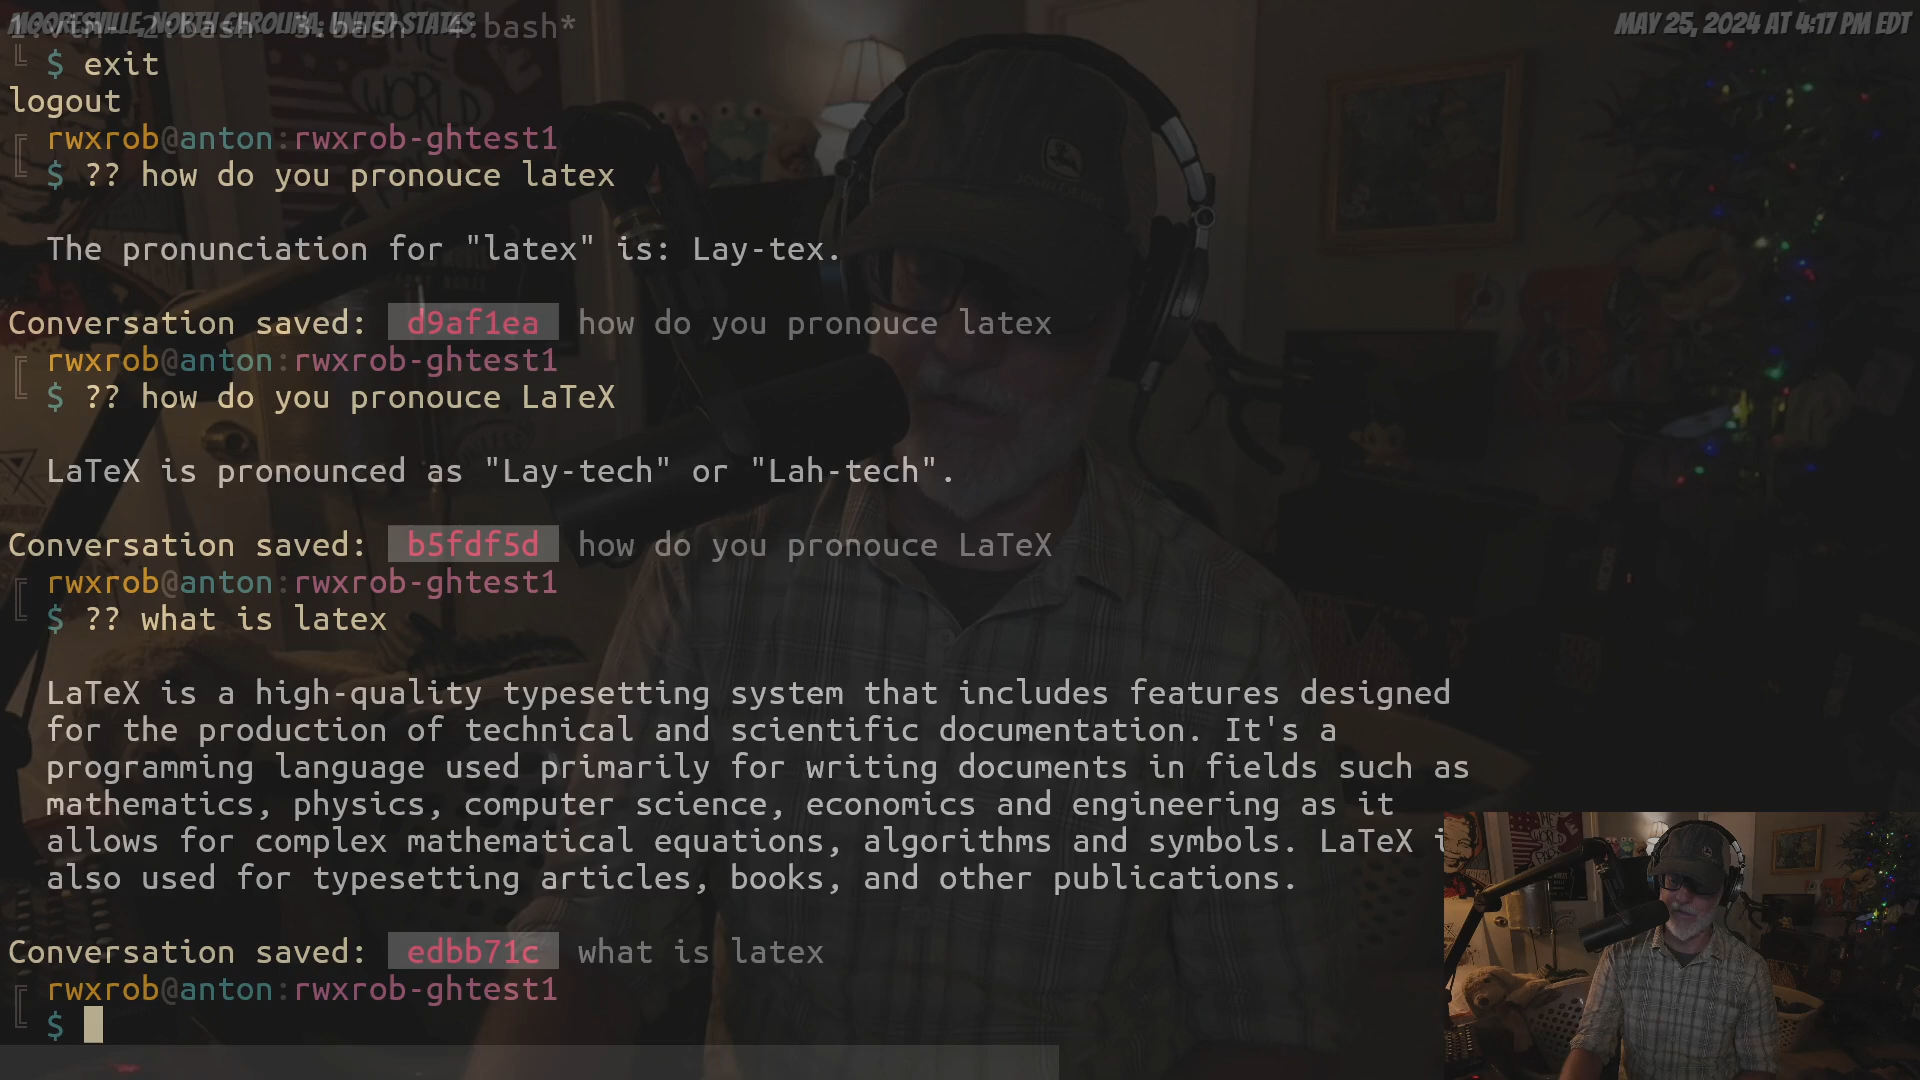 MOORESVILLE, NORTH CAROLINA, UNITED STATES
MAY 25, 2024 AT 4:17 PM EDT
2:bash 3:bash 4:bash*
$ exit
logout
rwxrob@anton:rwxrob-ghtest1
$ ?? how do you pronouce latex
The pronunciation for "latex" is: Lay-tex.
Conversation saved: d9af1ea how do you pronouce latex
rwxrob@anton:rwxrob-ghtest1
$ ?? how do you pronouce LaTeX
LaTeX is pronounced as "Lay-tech" or "Lah-tech".
Conversation saved: b5fdf5d how do you pronouce LaTeX
rwxrob@anton:rwxrob-ghtest1
$ ?? what is latex
LaTeX is a high-quality typesetting system that includes features designed
for the production of technical and scientific documentation. It's a
programming language used primarily for writing documents in fields such as
mathematics, physics, computer science, economics and engineering as it
allows for complex mathematical equations, algorithms and symbols. LaTeX
also used for typesetting articles, books, and other publications.
Conversation saved: edbb71c what is latex
rwxrob@anton:rwxrob-ghtest1
$